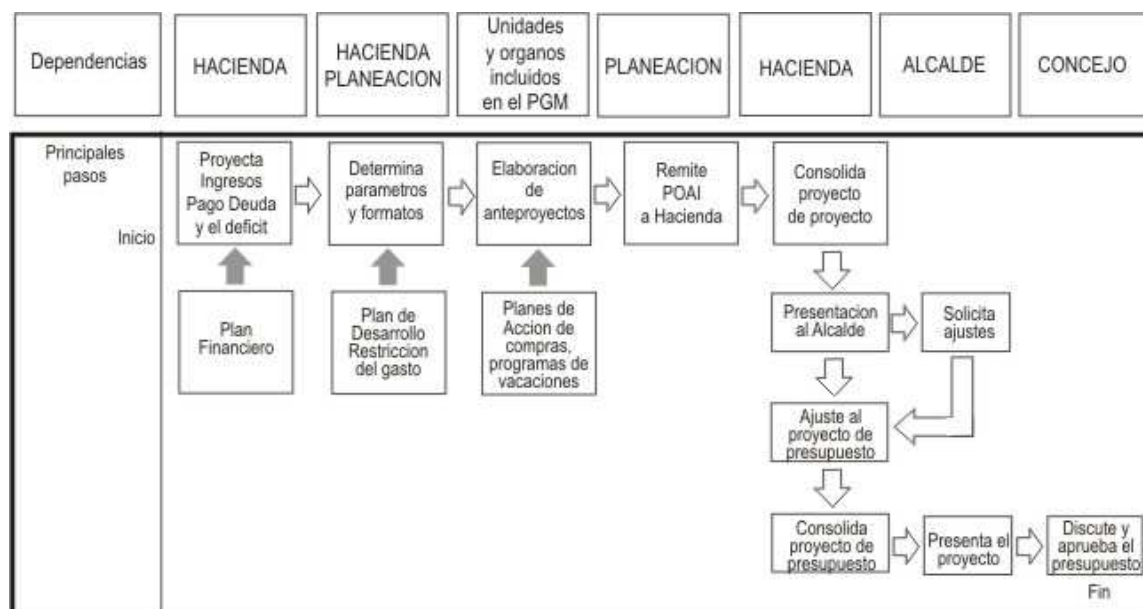 Dependencias
HACIENDA
HACIENDA
PLANEACION
Unidades
y organos
incluidos
en el PGM
PLANEACION
HACIENDA
ALCALDE
CONCEJO
Principales
pasos
Inicio
Proyecta
Ingresos
Pago Deuda
y el deficit
Determina
parametros
y formatos
Elaboracion
de
anteproyectos
Remite
POAI
a Hacienda
Consolida
proyecto
de proyecto
Plan
Financiero
Plan de
Desarrollo
Restriccion
del gasto
Planes de
Accion de
compras,
programas de
vacaciones
Presentacion
al Alcalde
Solicita
ajustes
Ajuste al
proyecto de
presupuesto
Consolida
proyecto de
presupuesto
Presenta el
proyecto
Discute y
aprueba el
presupuesto
Fin